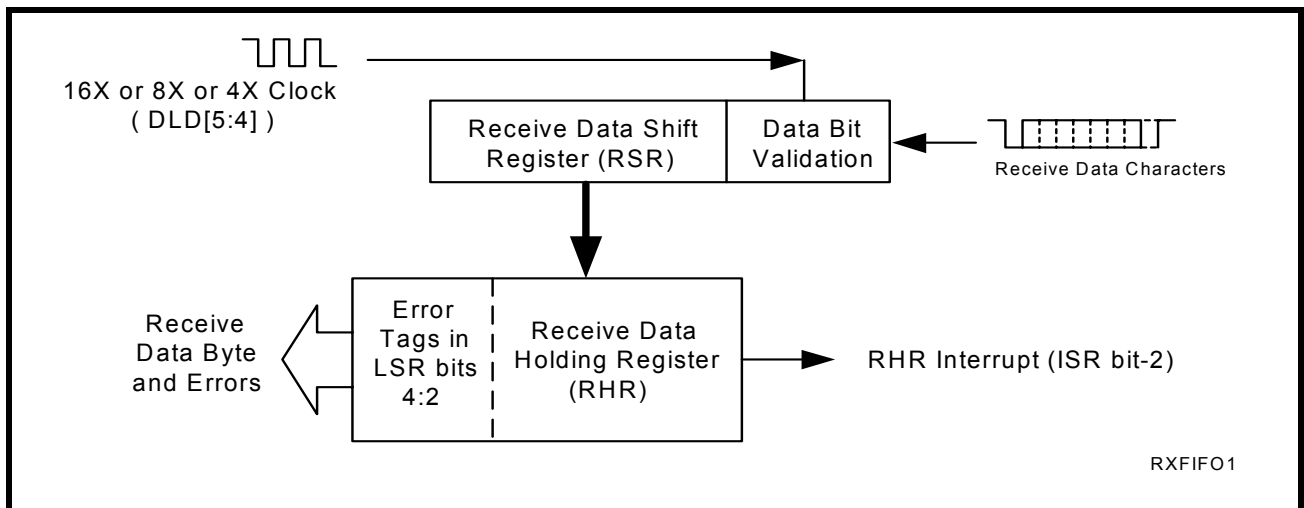 16X or 8X or 4X Clock
( DLD[5:4] )
Receive Data Shift
Register (RSR)
Data Bit
Validation
Receive Data Characters
Receive
Data Byte
and Errors
Error
Tags in
LSR bits
4:2
Receive Data
Holding Register
(RHR)
RHR Interrupt (ISR bit-2)
RXFIFO1